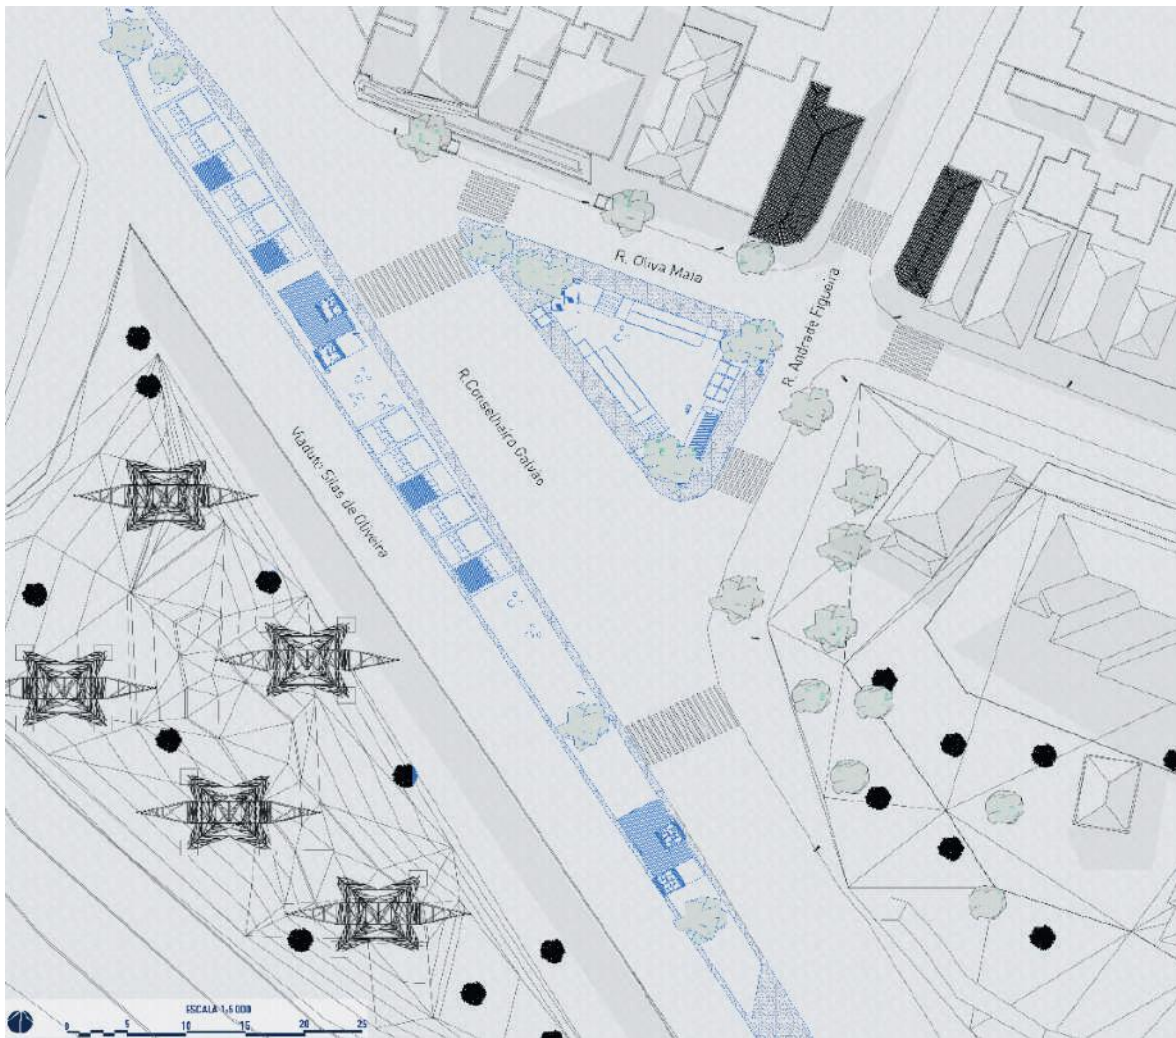 R. Oliva Maia
R. Andrade Figueira
R. Conselheiro Galvão
Viaduto Silas de Oliveira
ESCALA 1:5 000
0 5 10 15 20 25